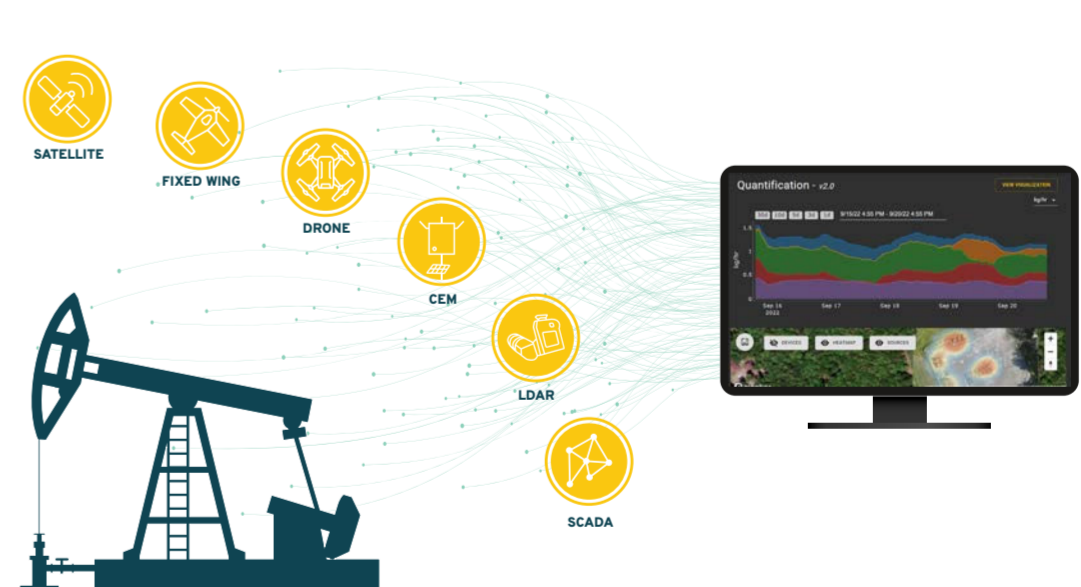 SATELLITE
FIXED WING
DRONE
CEM
LDAR
SCADA
Quantification - v2.0
VIEW VISUALIZATION
kg/hr
9/15/22 4:55 PM - 9/20/22 4:55 PM
kg/hr
1.5
1
0.5
0
Sep 16 Sep 17 Sep 18 Sep 19 Sep 20
2022
DEVICES HEATMAP SOURCES